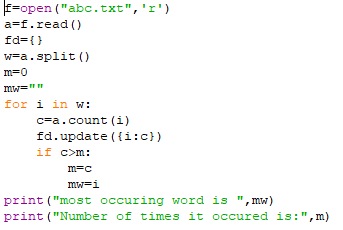 f=open("abc.txt",'r')
a=f.read()
fd={}
w=a.split()
m=0
mw=""
for i in w:
    c=a.count(i)
    fd.update({i:c})
    if c>m:
        m=c
        mw=i
print("most occuring word is ",mw)
print("Number of times it occured is:",m)